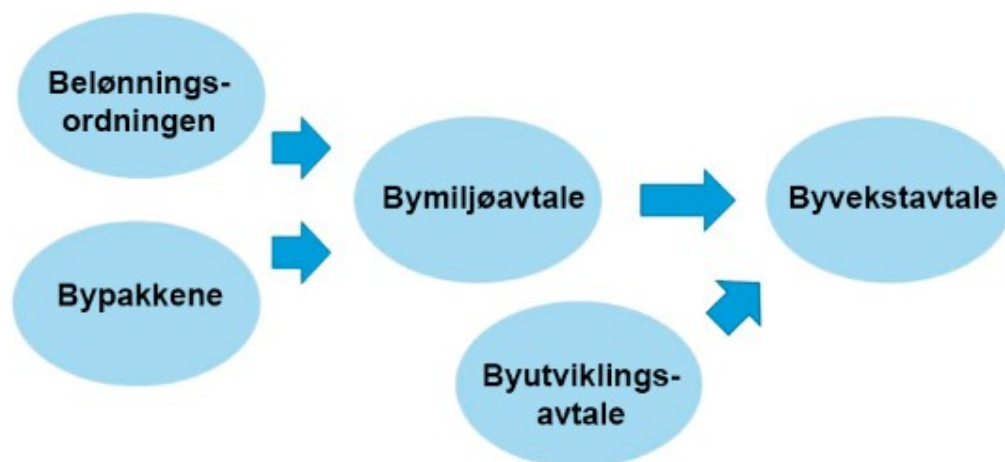 Belønnings-
ordningen
Bymiljøavtale
Byvekstavtale
Bypakkene
Byutviklings-
avtale